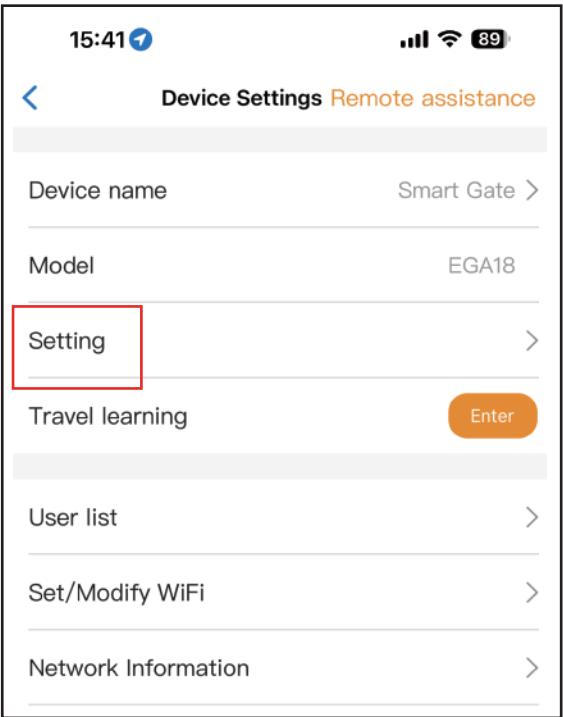 15:41 89
Device Settings Remote assistance
Device name Smart Gate
Model EGA18
Setting
Travel learning Enter
User list
Set/Modify WiFi
Network Information